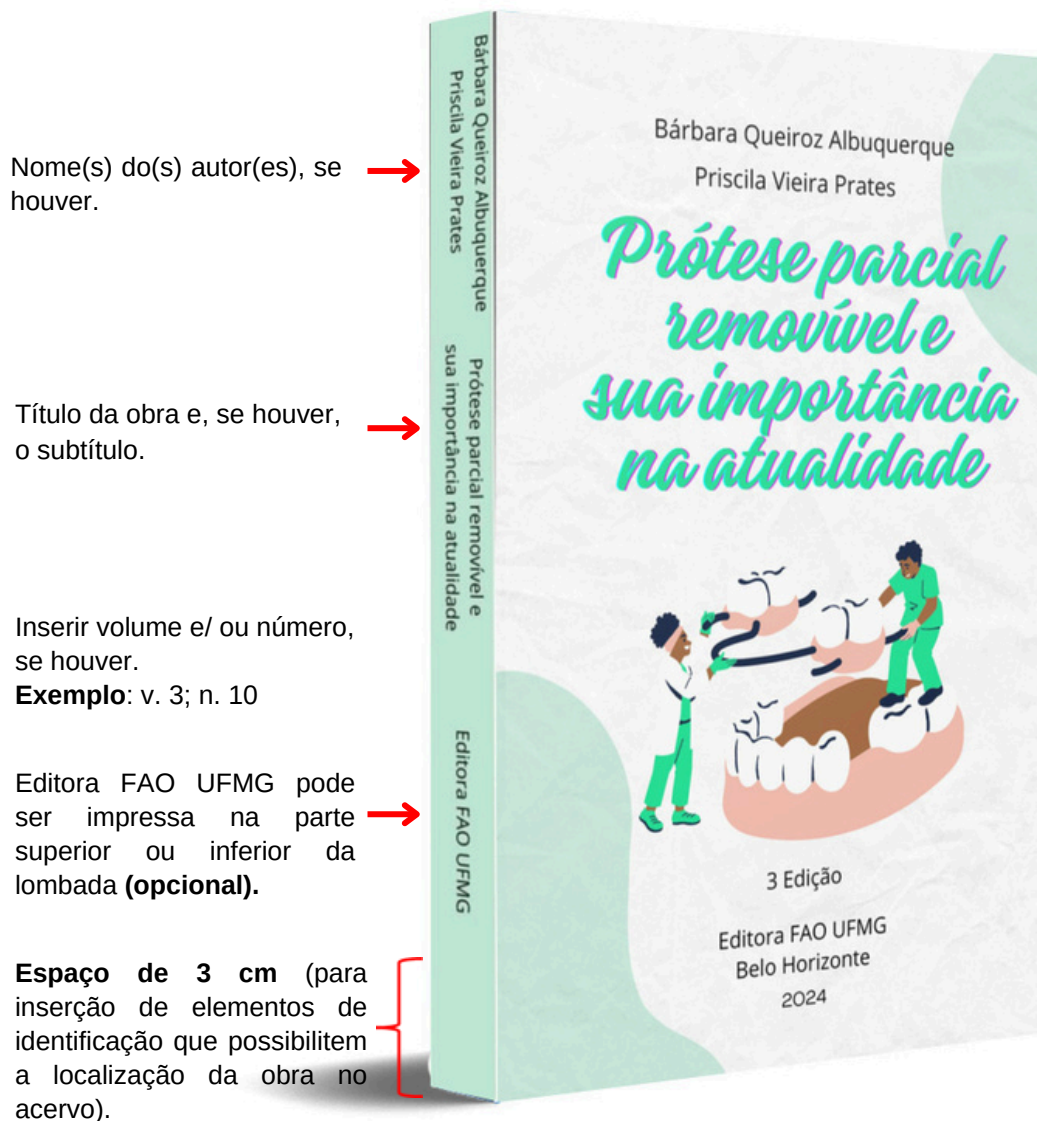 Nome(s) do(s) autor(es), se
houver.
Título da obra e, se houver,
o subtítulo.
Inserir volume e/ ou número,
se houver.
Exemplo: v. 3; n. 10
Editora FAO UFMG pode
ser impressa na parte
superior ou inferior da
lombada (opcional).
Espaço de 3 cm (para
inserção de elementos de
identificação que possibilitem
a localização da obra no
acervo).
Bárbara Queiroz Albuquerque
Priscila Vieira Prates
Prótese parcial removível e
sua importância na atualidade
Editora FAO UFMG
Bárbara Queiroz Albuquerque
Priscila Vieira Prates
Prótese parcial
removível e
sua importância
na atualidade
3 Edição
Editora FAO UFMG
Belo Horizonte
2024